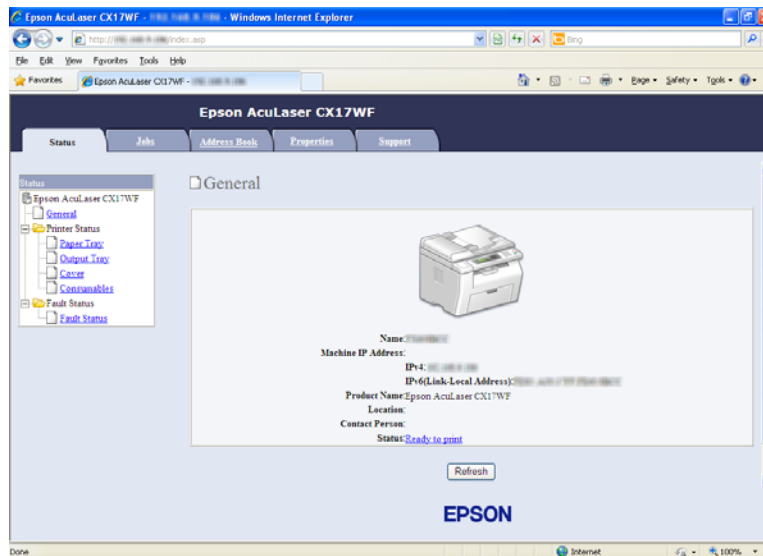 Epson AcuLaser CX17WF - - Windows Internet Explorer
http:// /index.asp
Bing
File Edit View Favorites Tools Help
Favorites Epson AcuLaser CX17WF -
Page Safety Tools
Epson AcuLaser CX17WF
Status Jobs Address Book Properties Support
Status
Epson AcuLaser CX17WF
General
Printer Status
Paper Tray
Output Tray
Cover
Consumables
Fault Status
Fault Status
General
Name:
Machine IP Address:
IPv4:
IPv6(Link-Local Address):
Product Name:Epson AcuLaser CX17WF
Location:
Contact Person:
Status:Ready to print
Refresh
EPSON
Done Internet 100%